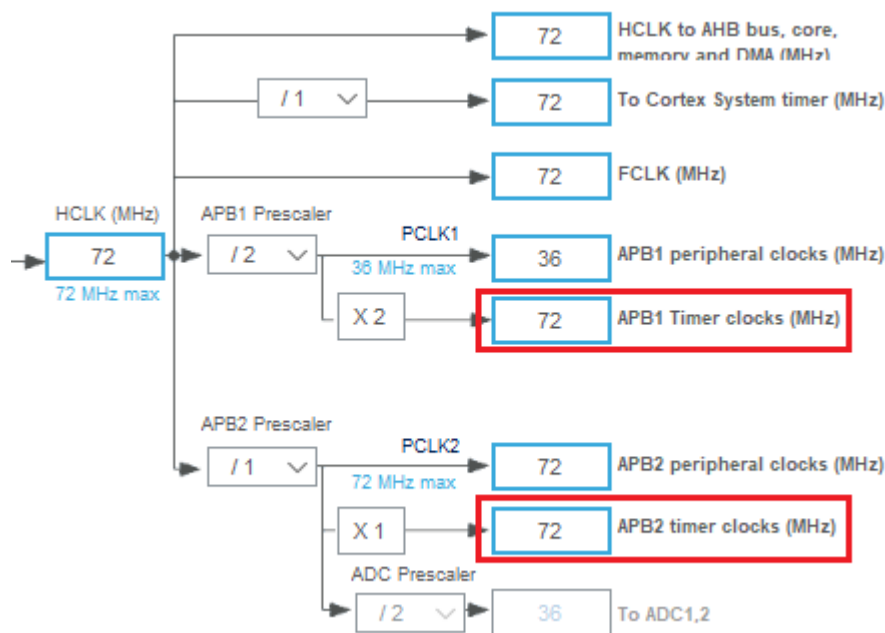 72
HCLK to AHB bus, core,
memory and DMA (MHz)
/ 1
72
To Cortex System timer (MHz)
72
FCLK (MHz)
HCLK (MHz)
72
72 MHz max
APB1 Prescaler
/ 2
PCLK1
36 MHz max
36
APB1 peripheral clocks (MHz)
X 2
72
APB1 Timer clocks (MHz)
APB2 Prescaler
/ 1
PCLK2
72 MHz max
72
APB2 peripheral clocks (MHz)
X 1
72
APB2 timer clocks (MHz)
ADC Prescaler
/ 2
36
To ADC1,2